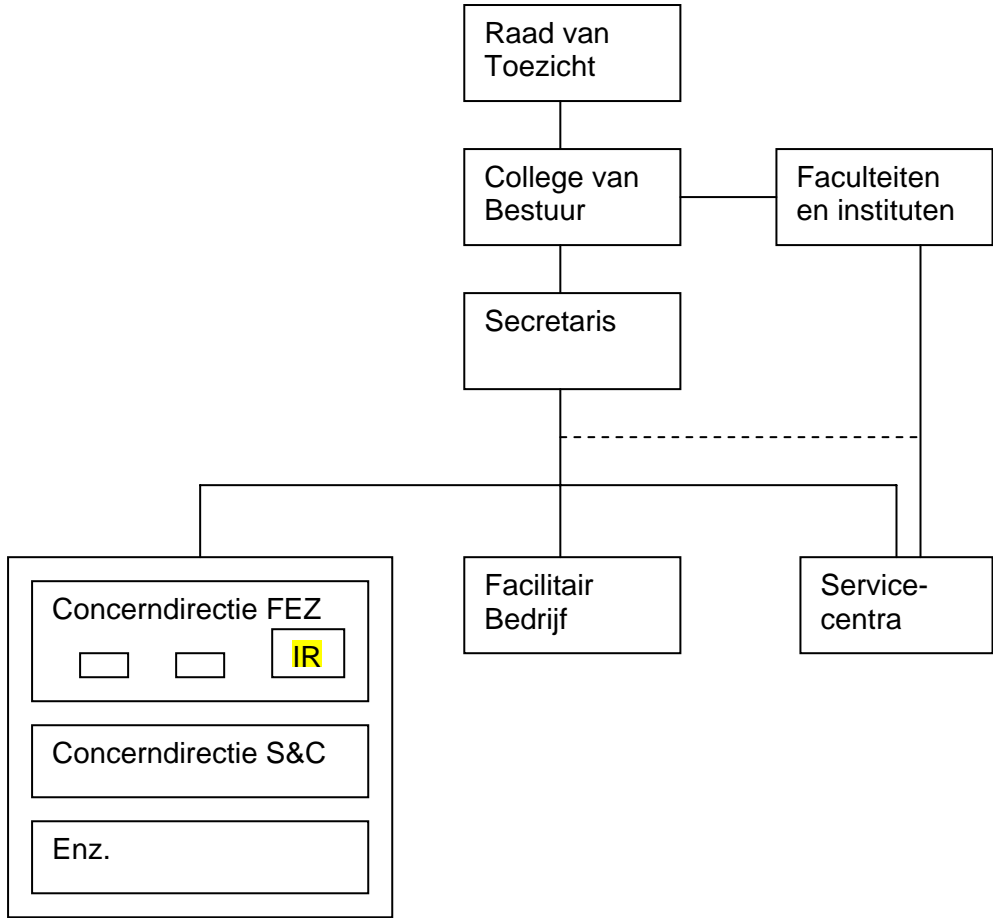 Raad van
Toezicht
College van
Bestuur
Faculteiten
en instituten
Secretaris
Concerndirectie FEZ
IR
Concerndirectie S&C
Enz.
Facilitair
Bedrijf
Service-
centra